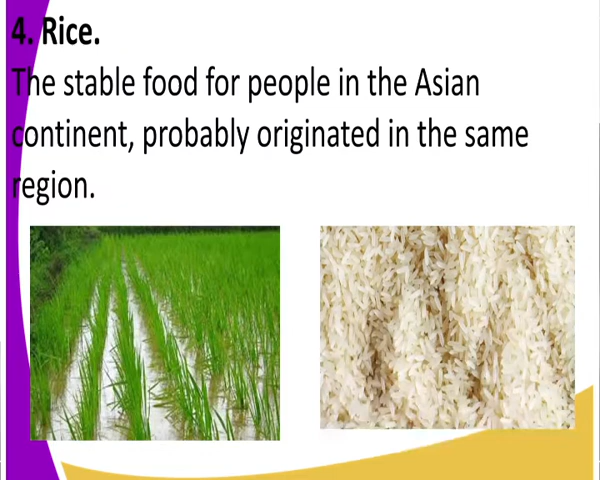 4. Rice.
The stable food for people in the Asian
continent, probably originated in the same
region.